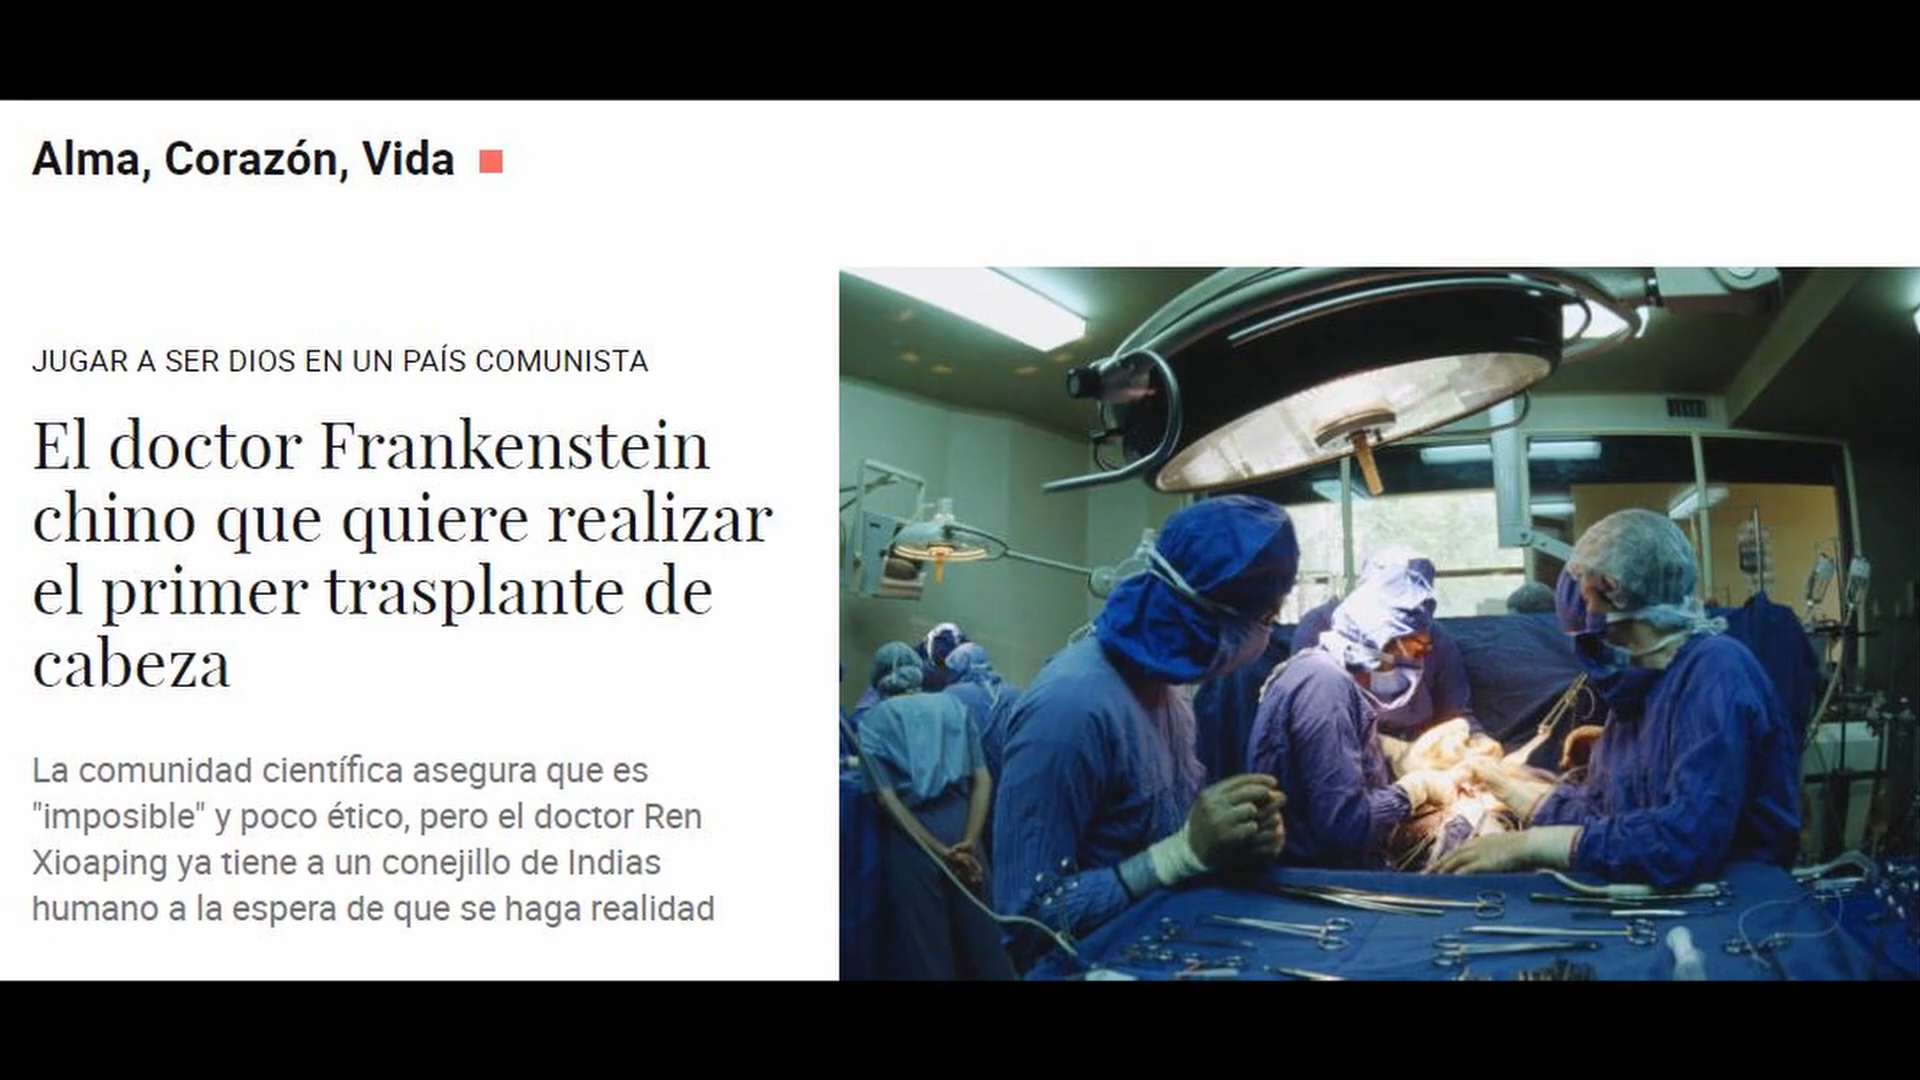 Alma, Corazón, Vida
JUGAR A SER DIOS EN UN PAÍS COMUNISTA
El doctor Frankenstein
chino que quiere realizar
el primer trasplante de
cabeza
La comunidad científica asegura que es
"imposible" y poco ético, pero el doctor Ren
Xioaping ya tiene a un conejillo de Indias
humano a la espera de que se haga realidad